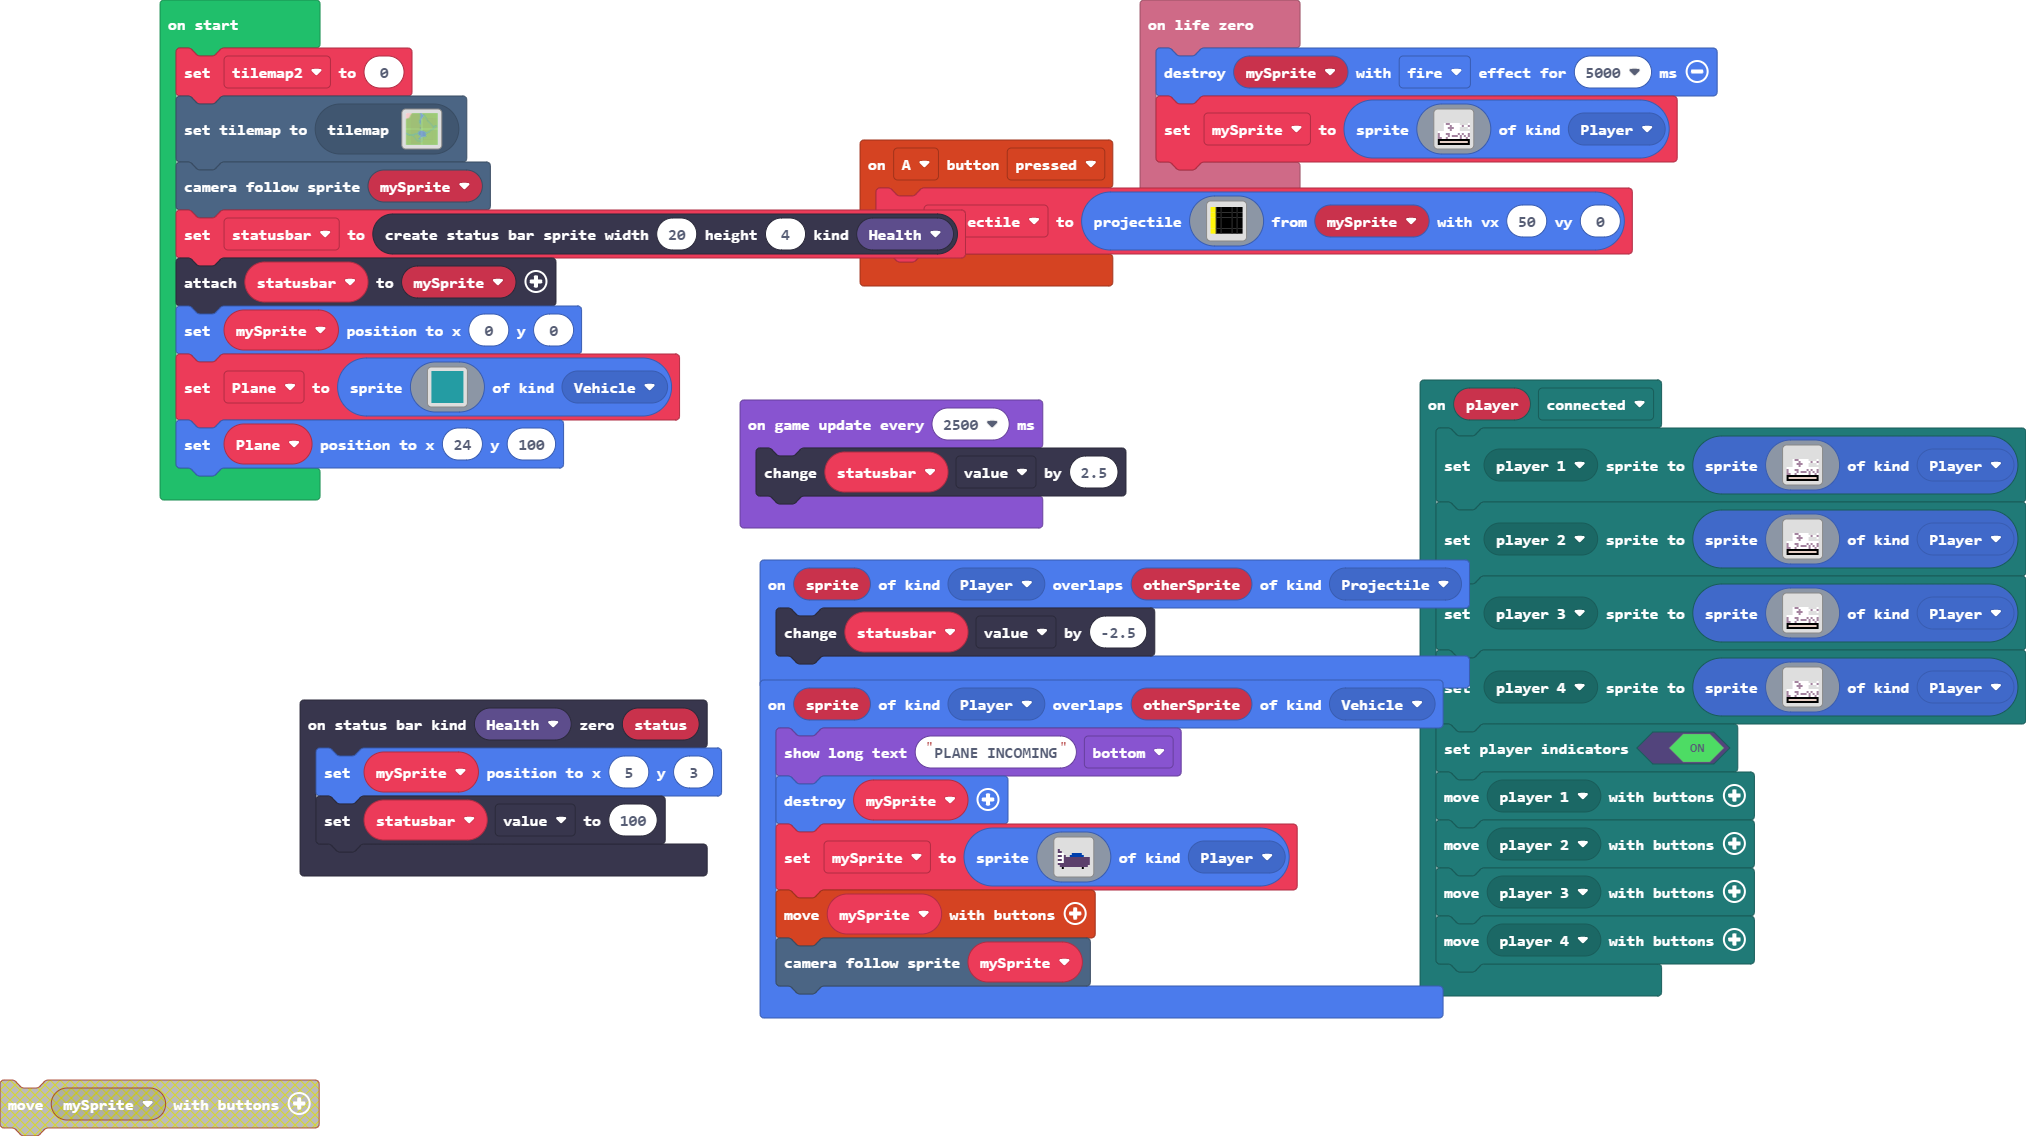 on start
set tilemap2 to 0
set tilemap to tilemap
camera follow sprite mySprite
set statusbar to create status bar sprite width 20 height 4 kind Health
attach statusbar to mySprite
set mySprite position to x 0 y 0
set Plane to sprite of kind Vehicle
set Plane position to x 24 y 100
on life zero
destroy mySprite with fire effect for 5000 ms
set mySprite to sprite of kind Player
on A button pressed
ectile to projectile from mySprite with vx 50 vy 0
on game update every 2500 ms
change statusbar value by 2.5
on player connected
set player 1 sprite to sprite of kind Player
set player 2 sprite to sprite of kind Player
set player 3 sprite to sprite of kind Player
set player 4 sprite to sprite of kind Player
set player indicators ON
move player 1 with buttons
move player 2 with buttons
move player 3 with buttons
move player 4 with buttons
on sprite of kind Player overlaps otherSprite of kind Projectile
change statusbar value by -2.5
on sprite of kind Player overlaps otherSprite of kind Vehicle
show long text "PLANE INCOMING" bottom
destroy mySprite
set mySprite to sprite of kind Player
move mySprite with buttons
camera follow sprite mySprite
on status bar kind Health zero status
set mySprite position to x 5 y 3
set statusbar value to 100
move mySprite with buttons